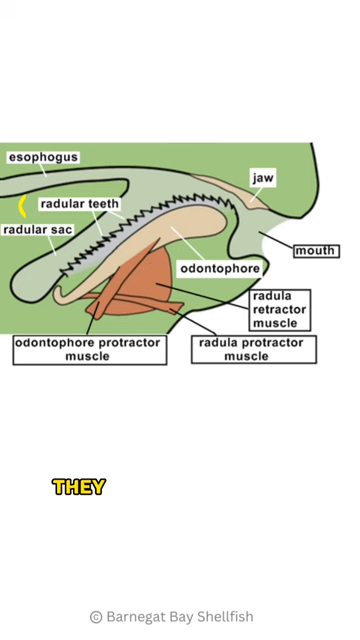 esophogus
jaw
radular teeth
radular sac
mouth
odontophore
radula
retractor
muscle
odontophore protractor
muscle
radula protractor
muscle
THEY
© Barnegat Bay Shellfish